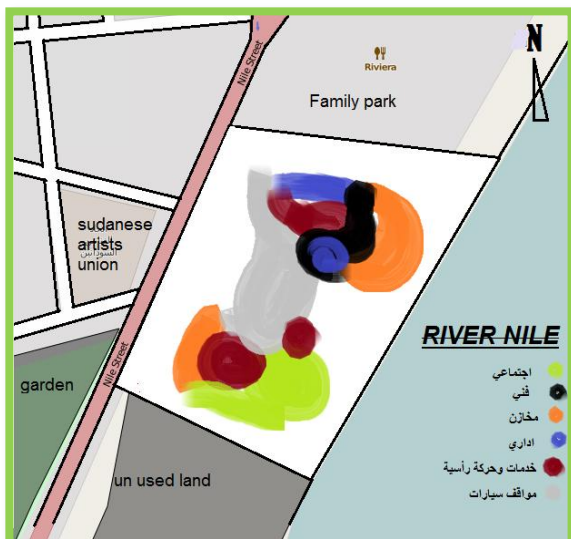 N
Riviera
Family park
Nile Street
sudanese
artists
union
RIVER NILE
Nile Street
garden
un used land
اجتماعي
فني
مخازن
اداري
خدمات وحركة رأسية
مواقف سيارات